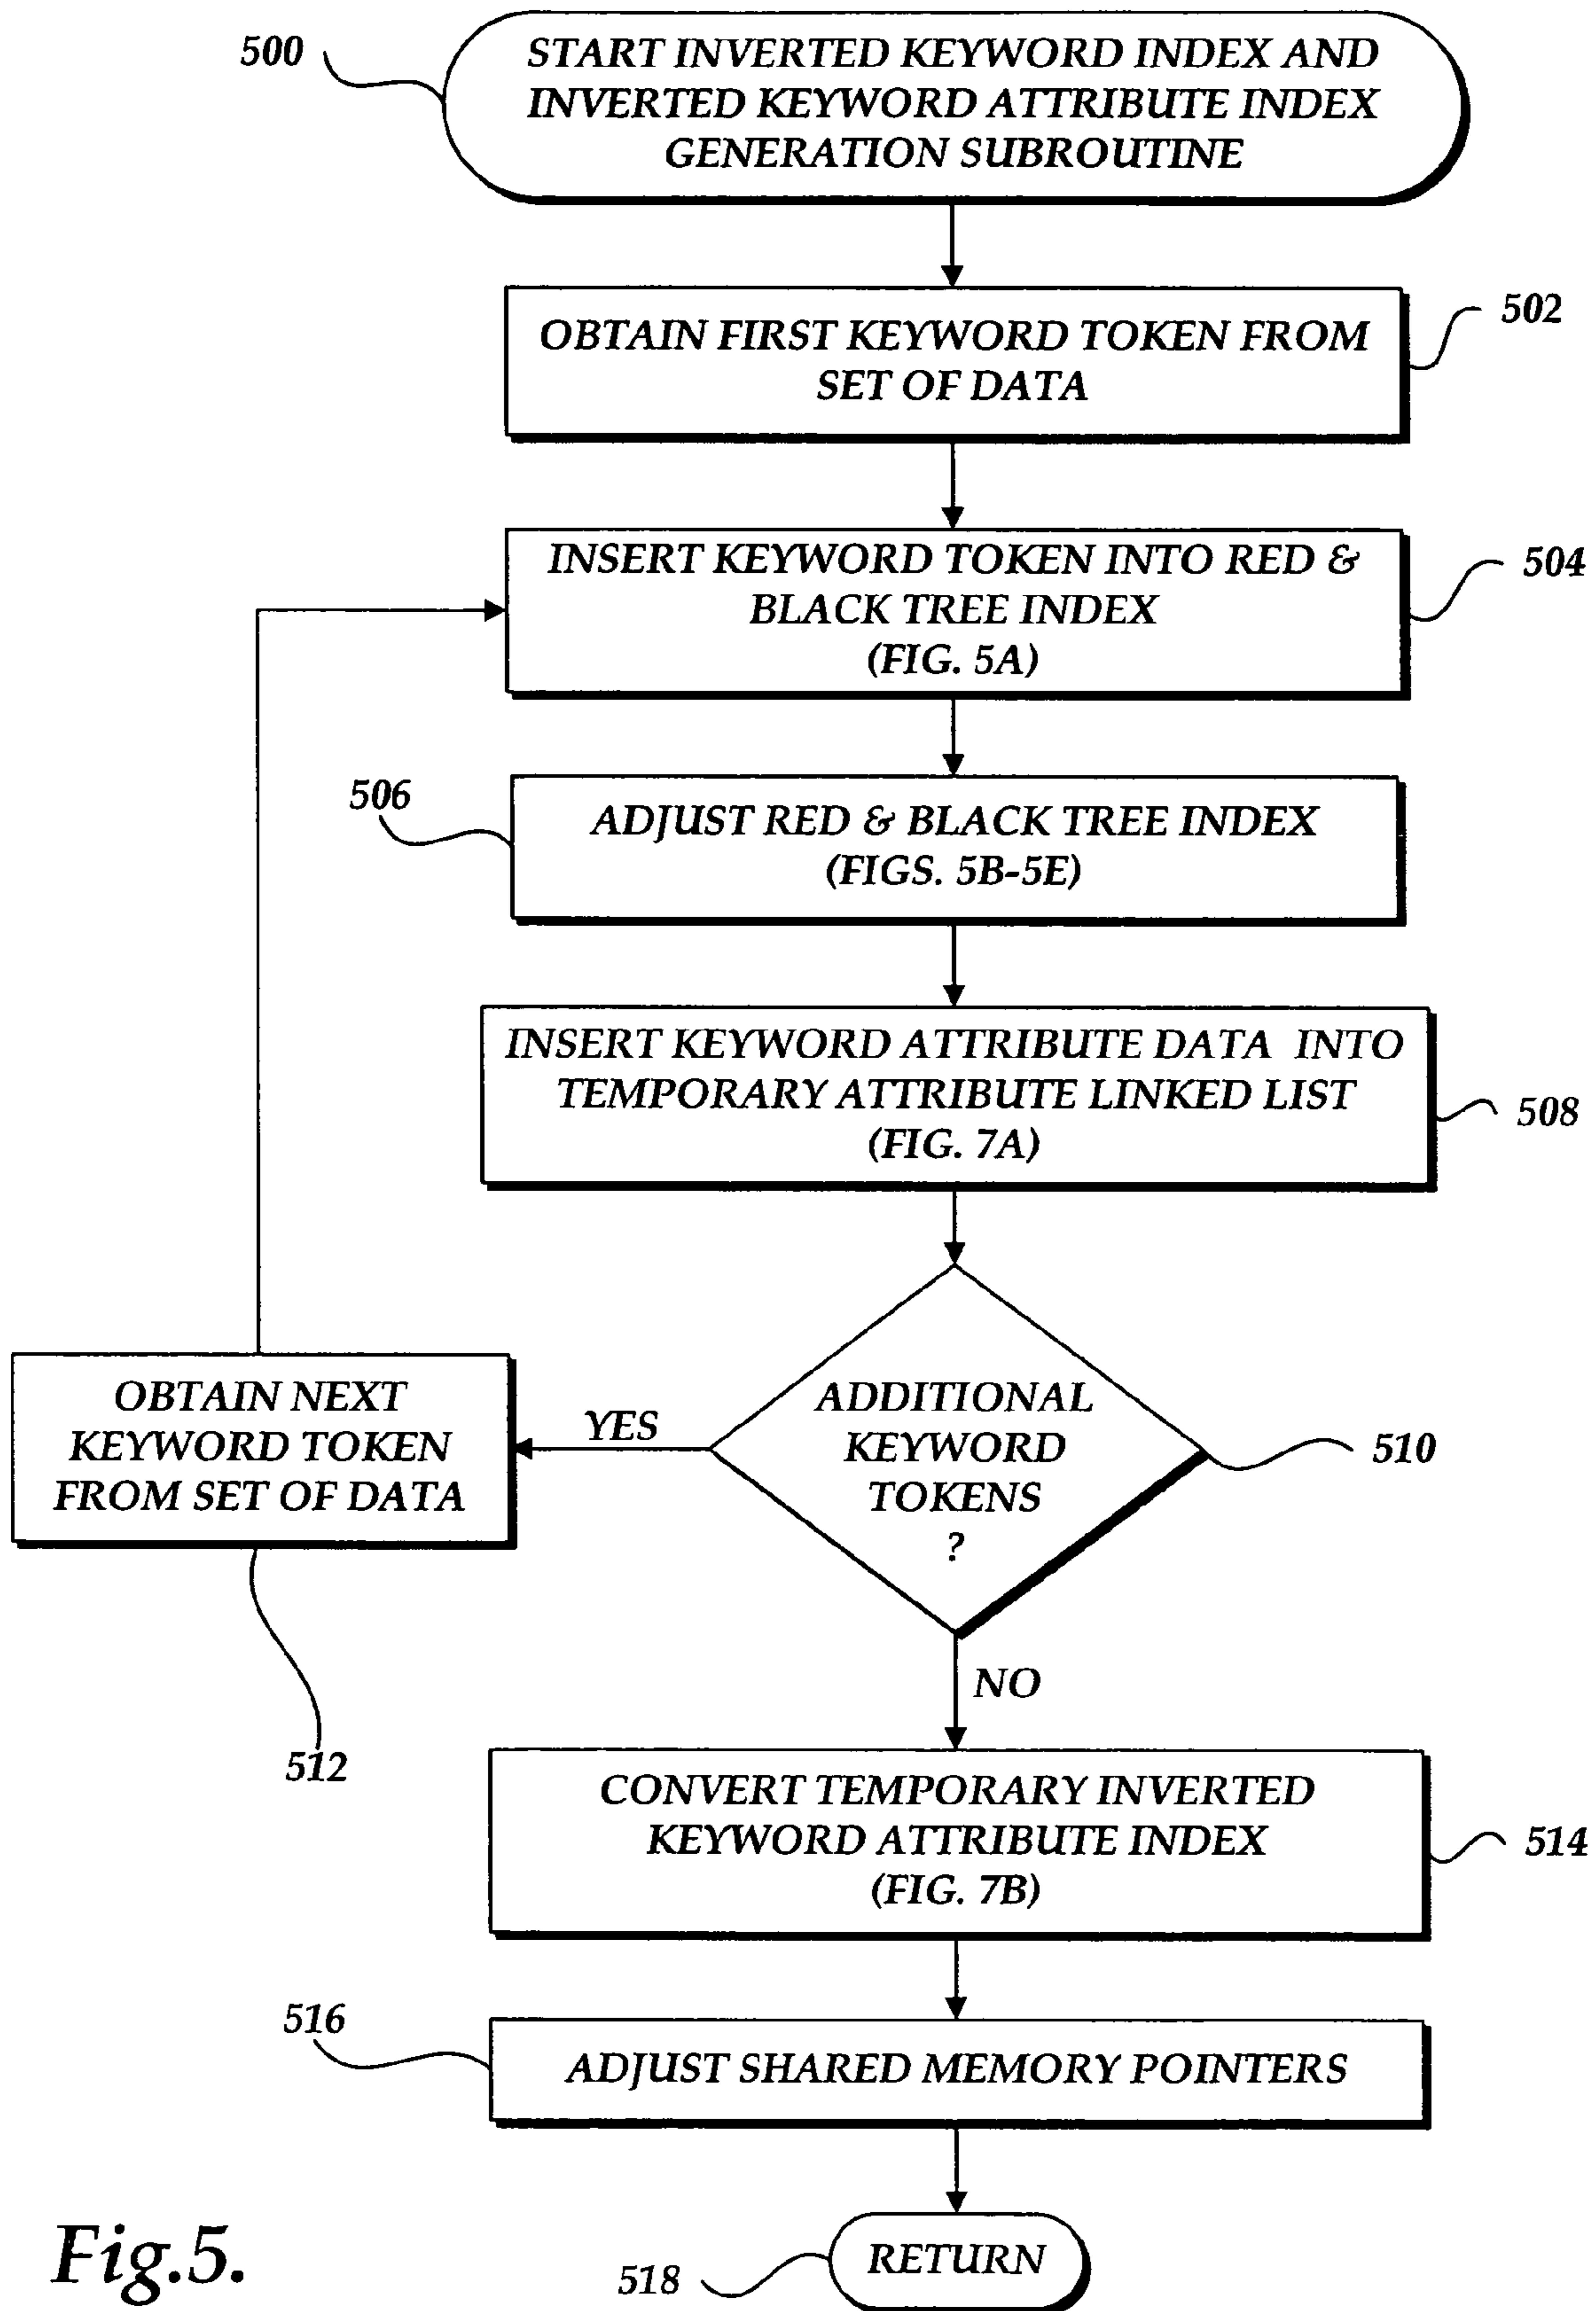 500
START INVERTED KEYWORD INDEX AND
INVERTED KEYWORD ATTRIBUTE INDEX
GENERATION SUBROUTINE
502
OBTAIN FIRST KEYWORD TOKEN FROM
SET OF DATA
504
INSERT KEYWORD TOKEN INTO RED &
BLACK TREE INDEX
(FIG. 5A)
506
ADJUST RED & BLACK TREE INDEX
(FIGS. 5B-5E)
INSERT KEYWORD ATTRIBUTE DATA INTO
TEMPORARY ATTRIBUTE LINKED LIST
(FIG. 7A)
508
OBTAIN NEXT
KEYWORD TOKEN
FROM SET OF DATA
YES
ADDITIONAL
KEYWORD
TOKENS
?
510
NO
512
CONVERT TEMPORARY INVERTED
KEYWORD ATTRIBUTE INDEX
(FIG. 7B)
514
516
ADJUST SHARED MEMORY POINTERS
Fig.5.
518
RETURN